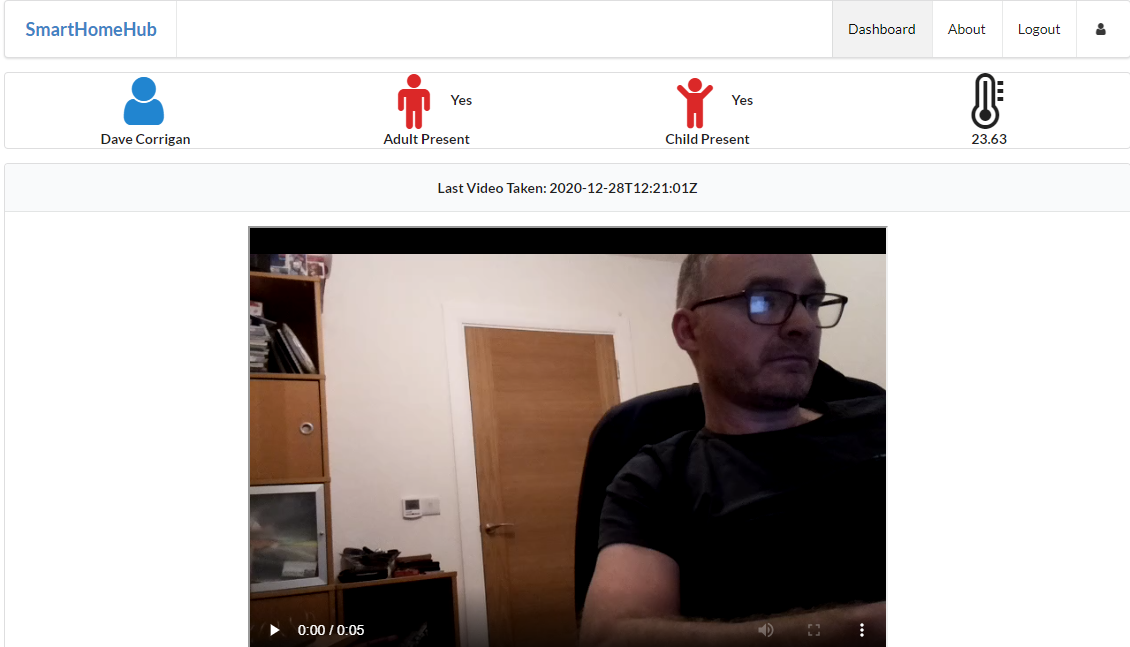 SmartHomeHub Dashboard About Logout
Yes Yes
Dave Corrigan Adult Present Child Present 23.63
Last Video Taken: 2020-12-28T12:21:01Z
0:00 / 0:05